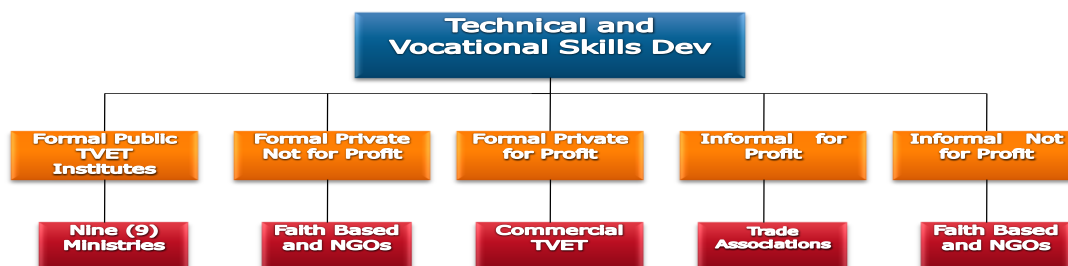 Technical and
Vocational Skills Dev
Formal Public
TVET
Institutes
Formal Private
Not for Profit
Formal Private
for Profit
Informal for
Profit
Informal Not
for Profit
Nine (9)
Ministries
Faith Based
and NGOs
Commercial
TVET
Trade
Associations
Faith Based
and NGOs